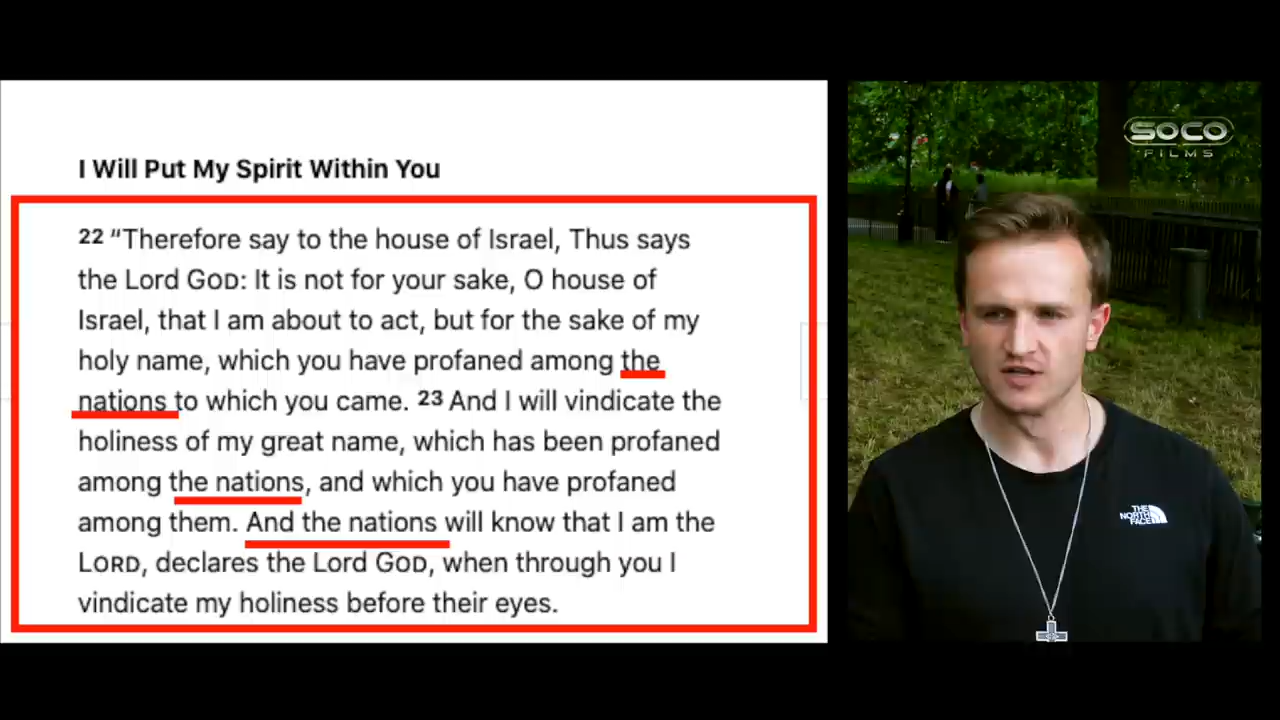 I Will Put My Spirit Within You
22 “Therefore say to the house of Israel, Thus says
the Lord GOD: It is not for your sake, O house of
Israel, that I am about to act, but for the sake of my
holy name, which you have profaned among the
nations to which you came. 23 And I will vindicate the
holiness of my great name, which has been profaned
among the nations, and which you have profaned
among them. And the nations will know that I am the
LORD, declares the Lord GOD, when through you I
vindicate my holiness before their eyes.
SOCO
FILMS
THE
NORTH
FACE